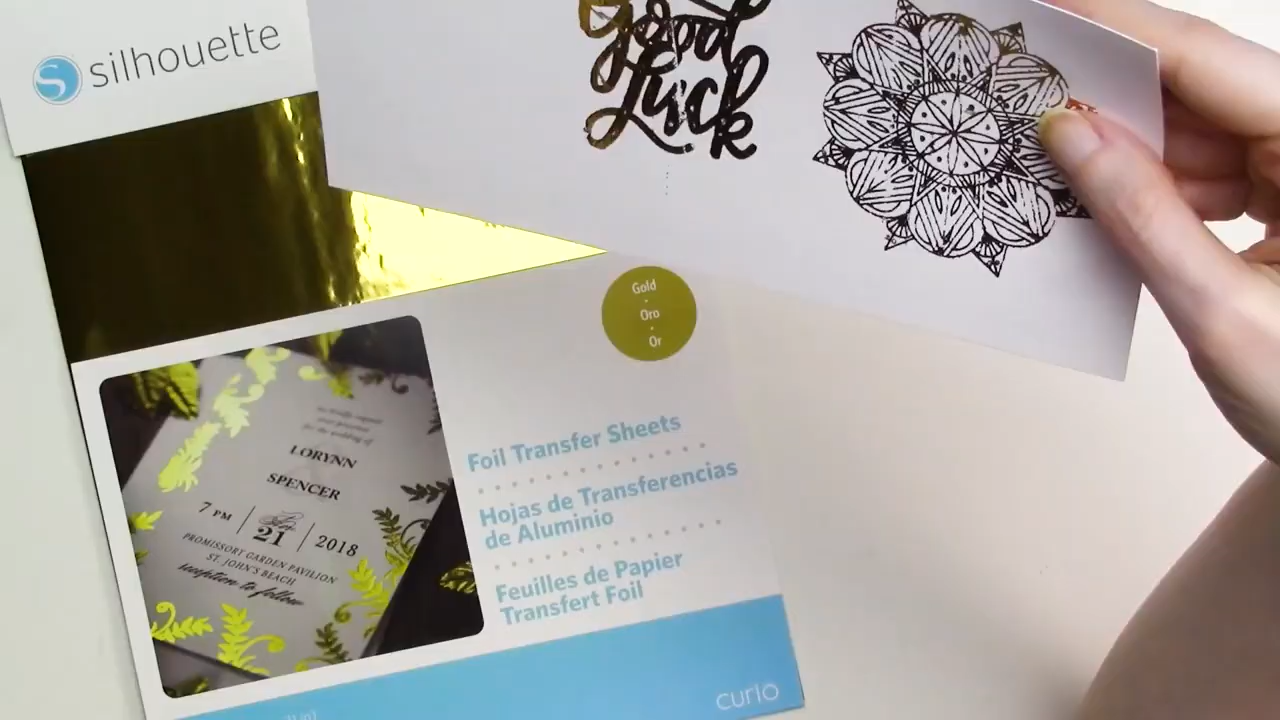 silhouette
Good
Luck
Gold
Oro
Or
Foil Transfer Sheets
Hojas de Transferencias
de Aluminio
Feuilles de Papier
Transfert Foil
LORYNN
SPENCER
7 PM | 21 | 2018
PROMISSORY GARDEN PAVILION
ST. JOHN'S BEACH
reception to follow
curio